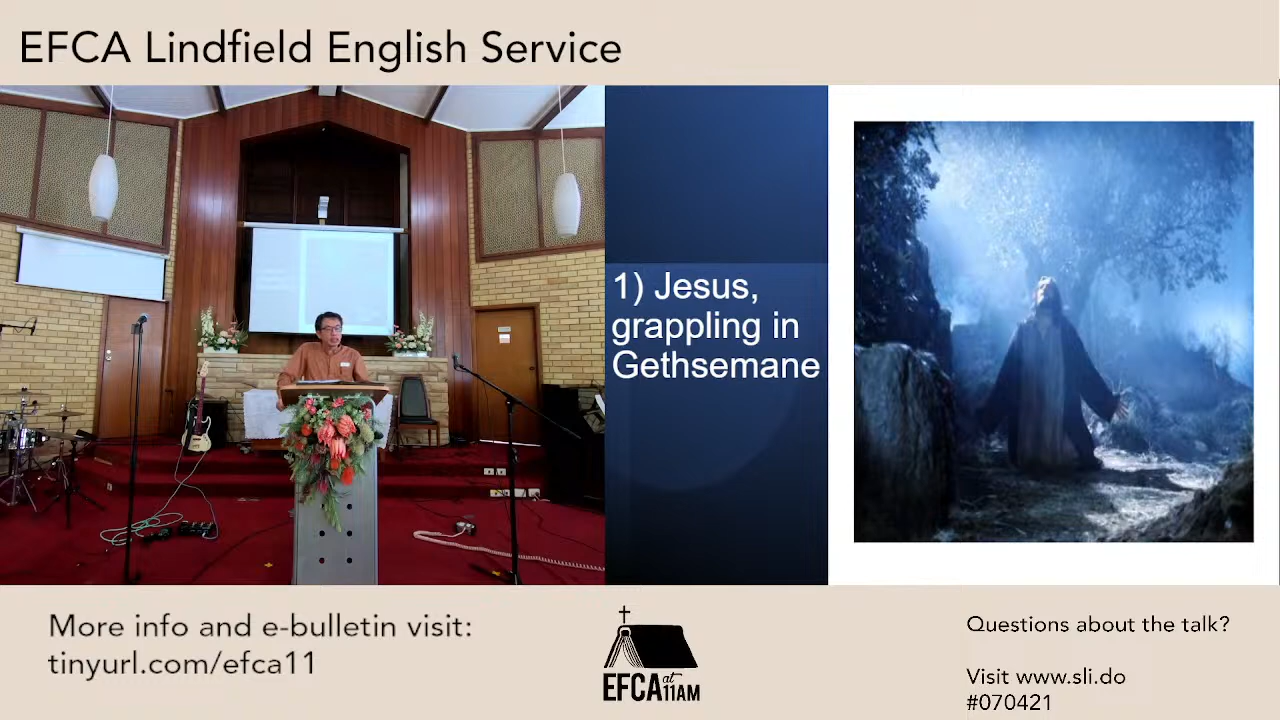 EFCA Lindfield English Service
1) Jesus,
grappling in
Gethsemane
More info and e-bulletin visit:
tinyurl.com/efca11
EFCA at 11AM
Questions about the talk?
Visit www.sli.do
#070421